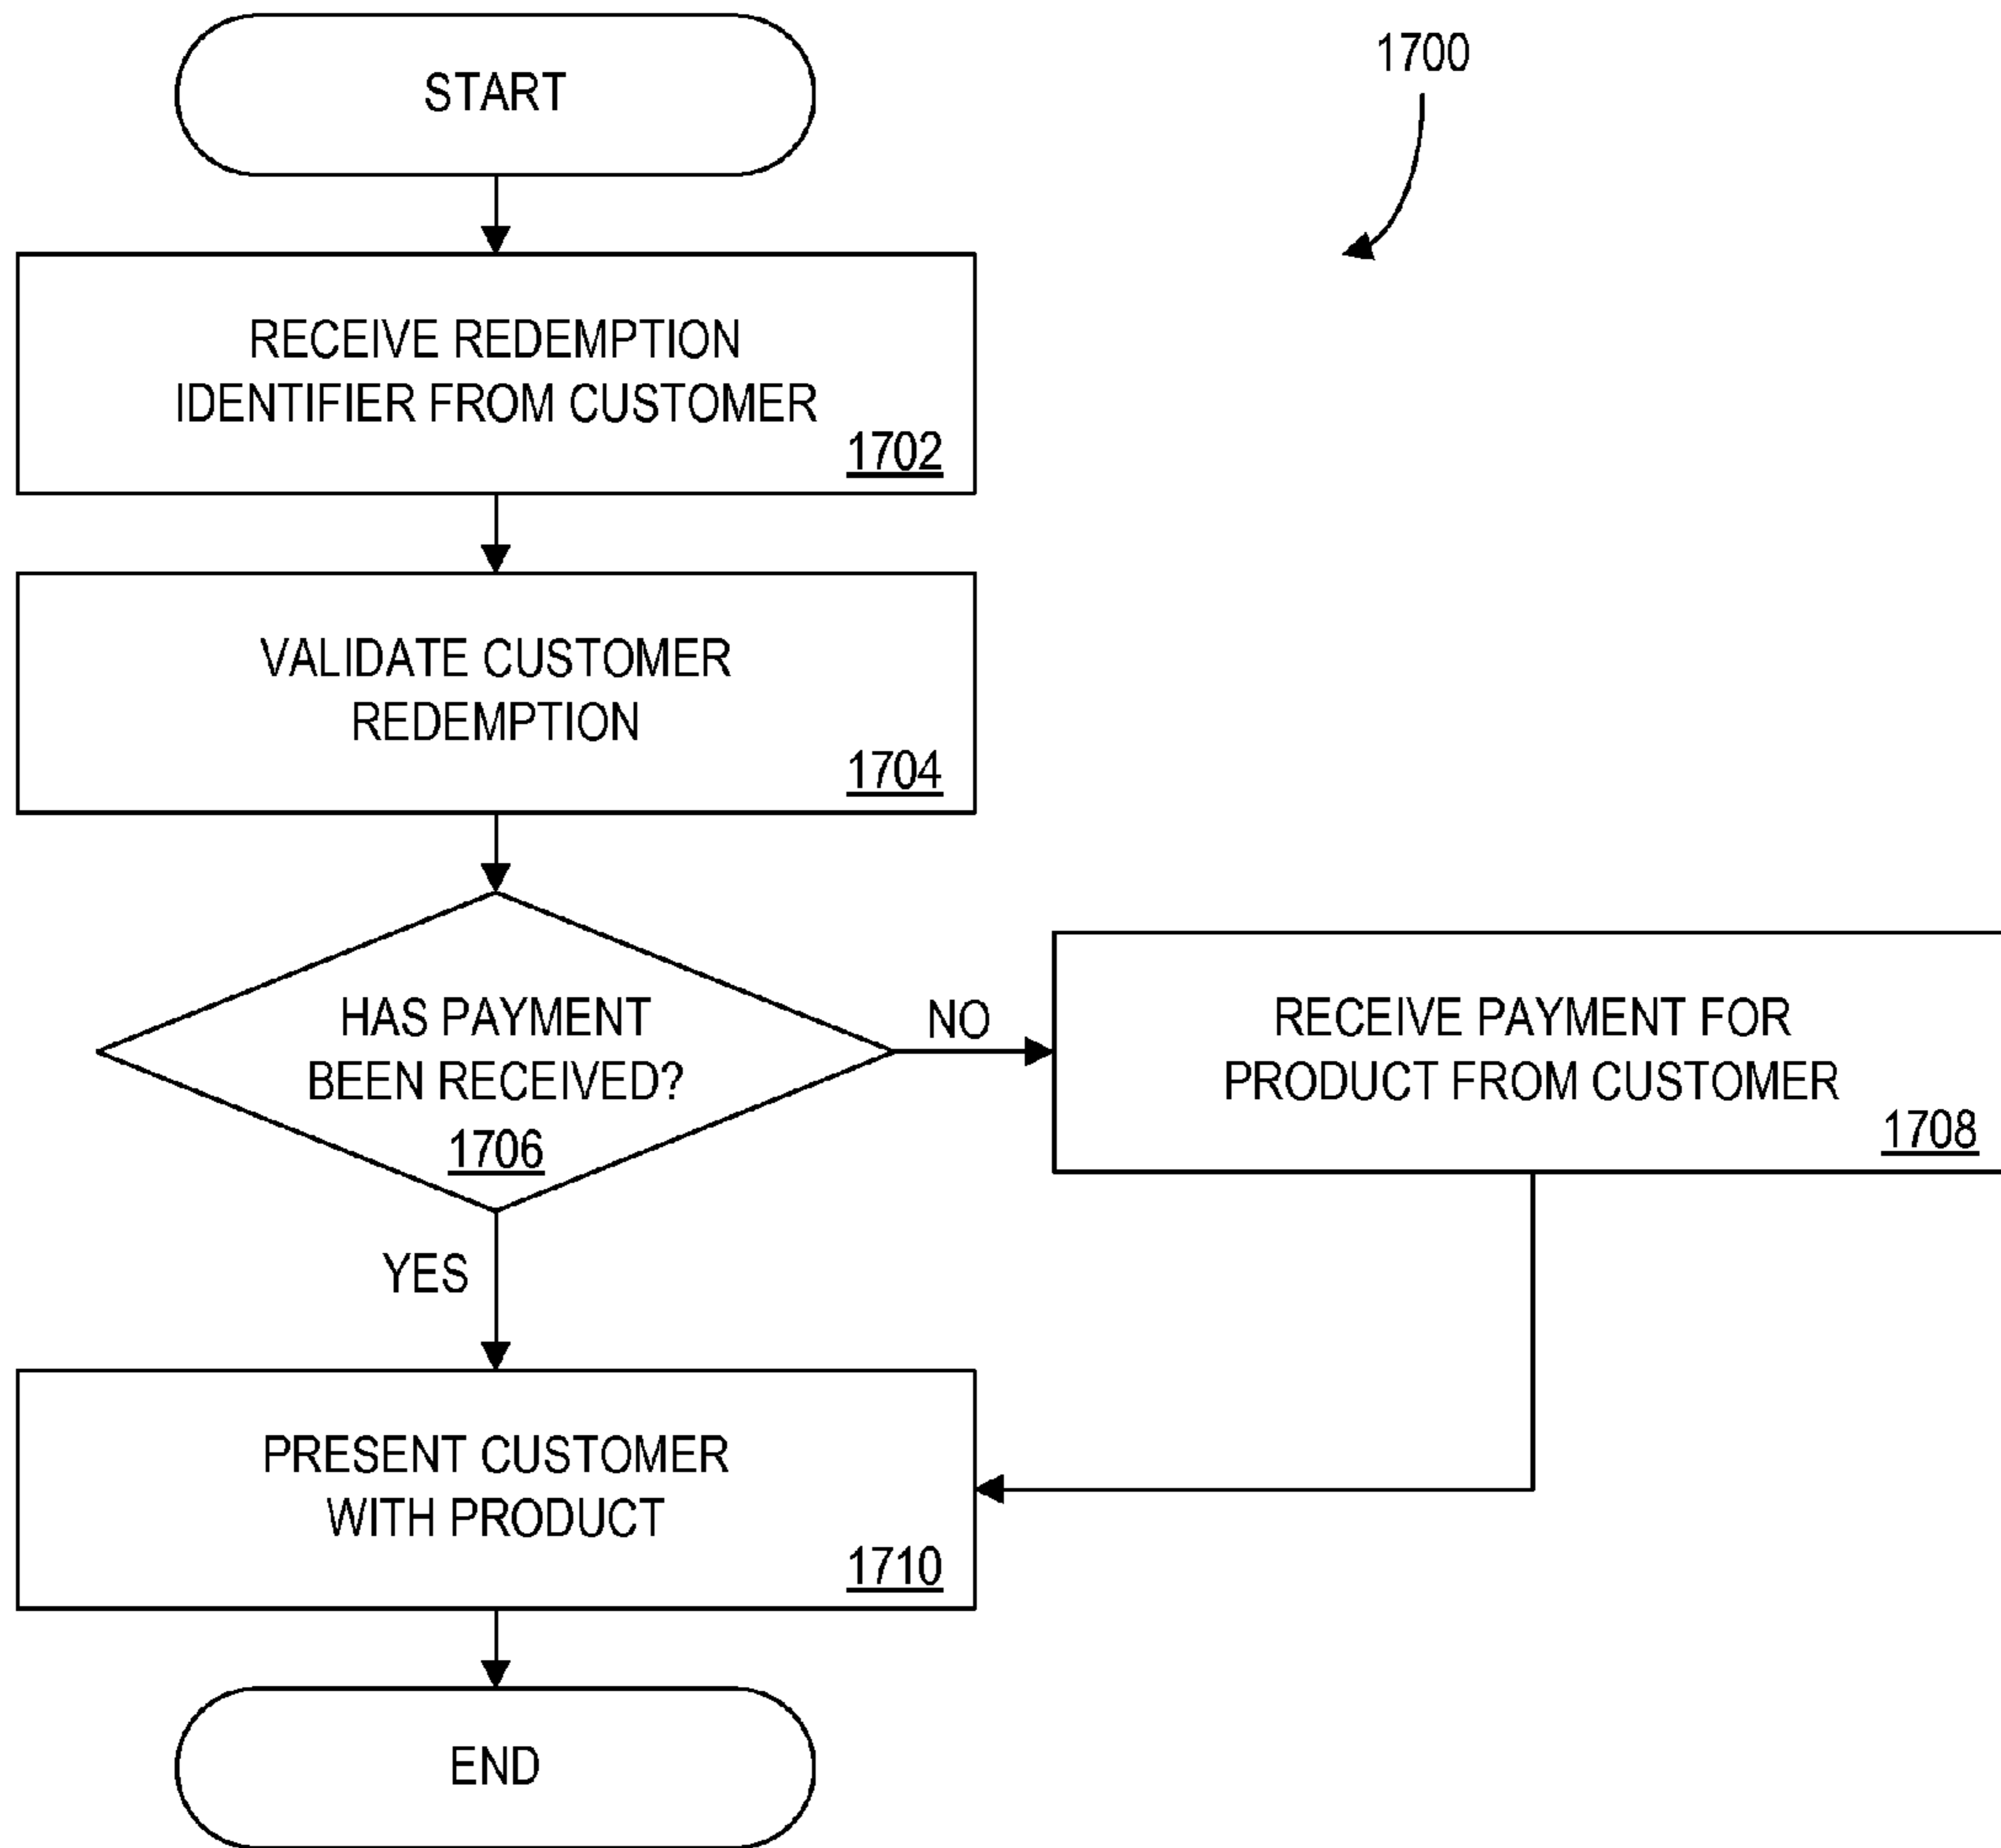 START
1700
RECEIVE REDEMPTION
IDENTIFIER FROM CUSTOMER
1702
VALIDATE CUSTOMER
REDEMPTION
1704
HAS PAYMENT
BEEN RECEIVED?
1706
NO
RECEIVE PAYMENT FOR
PRODUCT FROM CUSTOMER
1708
YES
PRESENT CUSTOMER
WITH PRODUCT
1710
END